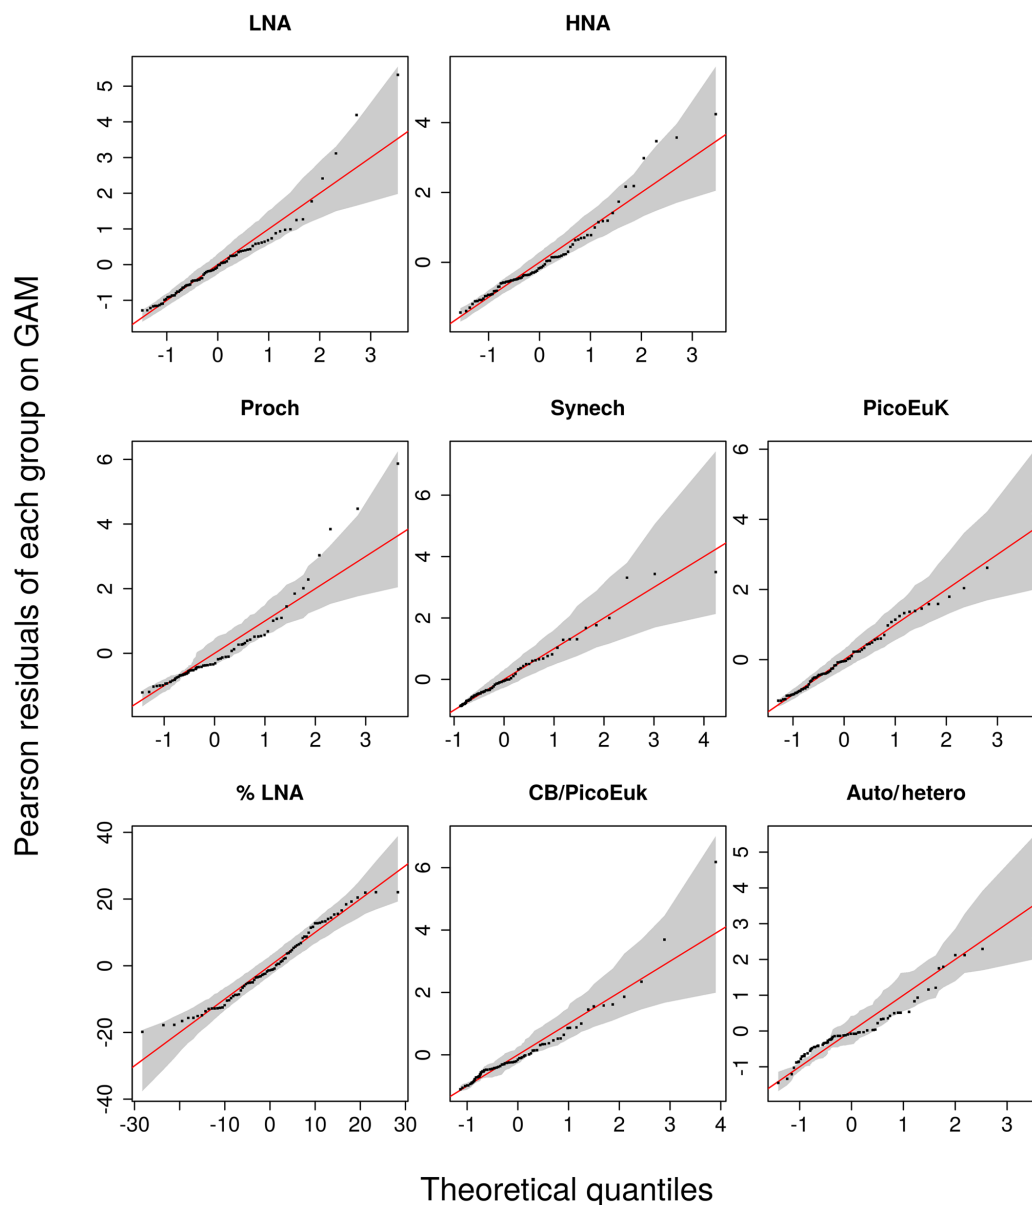 LNA
HNA
5
4
3
2
1
0
-1
4
2
0
-1 0 1 2 3
-1 0 1 2 3
Pearson residuals of each group on GAM
Proch
Synech
PicoEuK
6
4
2
0
6
4
2
0
6
4
2
0
-1 0 1 2 3
-1 0 1 2 3 4
-1 0 1 2 3
% LNA
CB/PicoEuk
Auto/hetero
40
20
0
-20
-40
6
4
2
0
5
4
3
2
1
0
-1
-30 -10 0 10 20 30
-1 0 1 2 3 4
-1 0 1 2 3
Theoretical quantiles